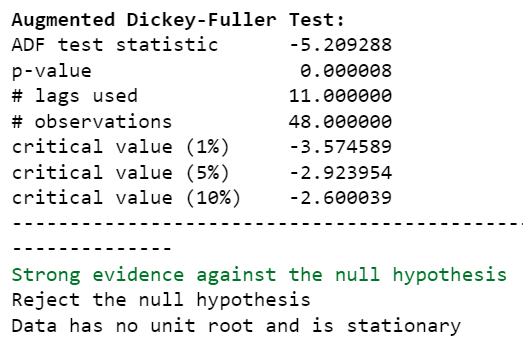 Augmented Dickey-Fuller Test:
ADF test statistic -5.209288
p-value 0.000008
# lags used 11.000000
# observations 48.000000
critical value (1%) -3.574589
critical value (5%) -2.923954
critical value (10%) -2.600039
--------------------------------------------
--------------
Strong evidence against the null hypothesis
Reject the null hypothesis
Data has no unit root and is stationary